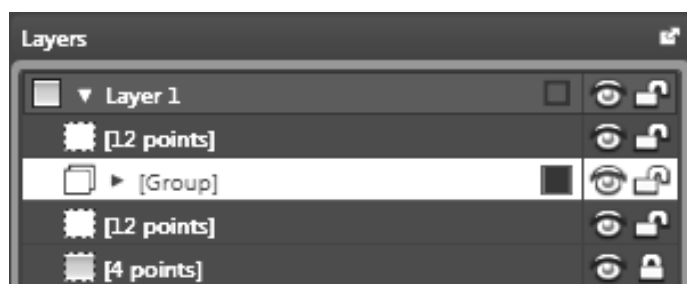 Layers
Layer 1
[12 points]
[Group]
[12 points]
[4 points]